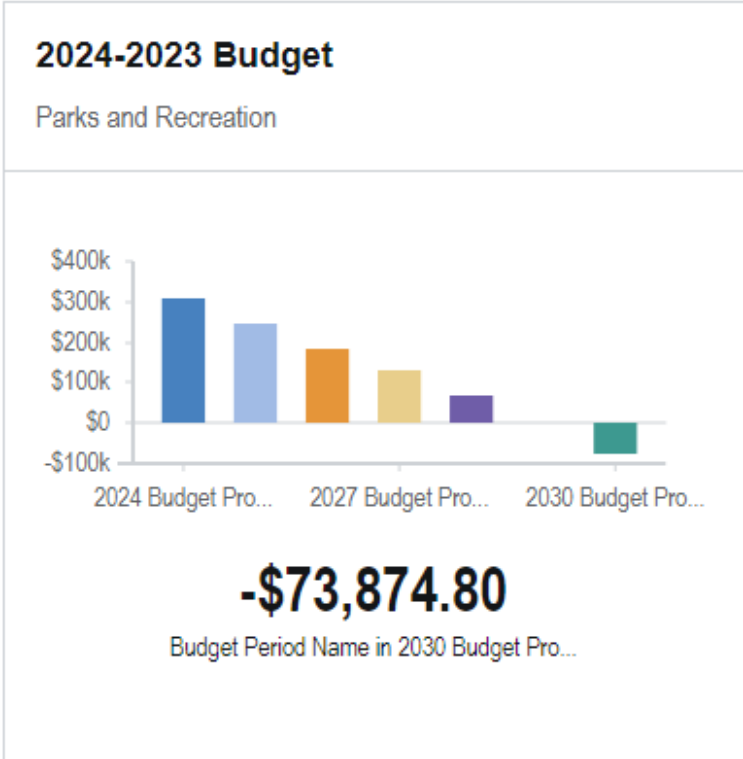 2024-2023 Budget
Parks and Recreation
$400k
$300k
$200k
$100k
$0
-$100k
2024 Budget Pro... 2027 Budget Pro... 2030 Budget Pro...
-$73,874.80
Budget Period Name in 2030 Budget Pro...